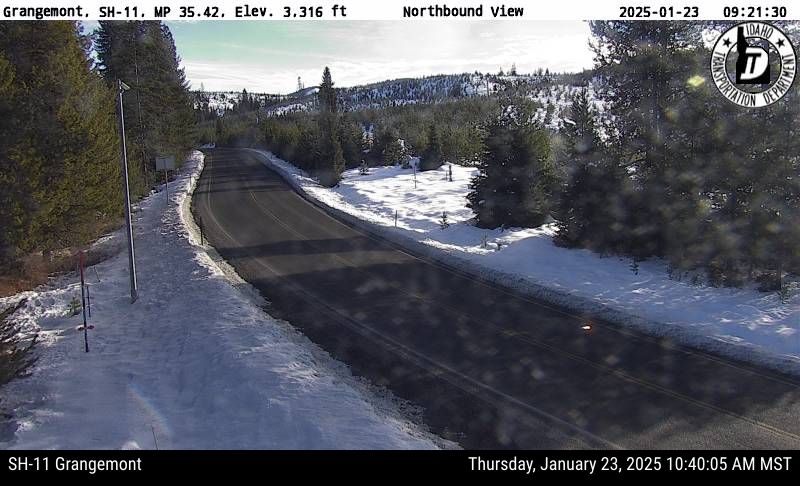 Grangemont, SH-11, MP 35.42, Elev. 3,316 ft Northbound View 2025-01-23 09:21:30
IDAHO
TRANSPORTATION DEPARTMENT
SH-11 Grangemont Thursday, January 23, 2025 10:40:05 AM MST